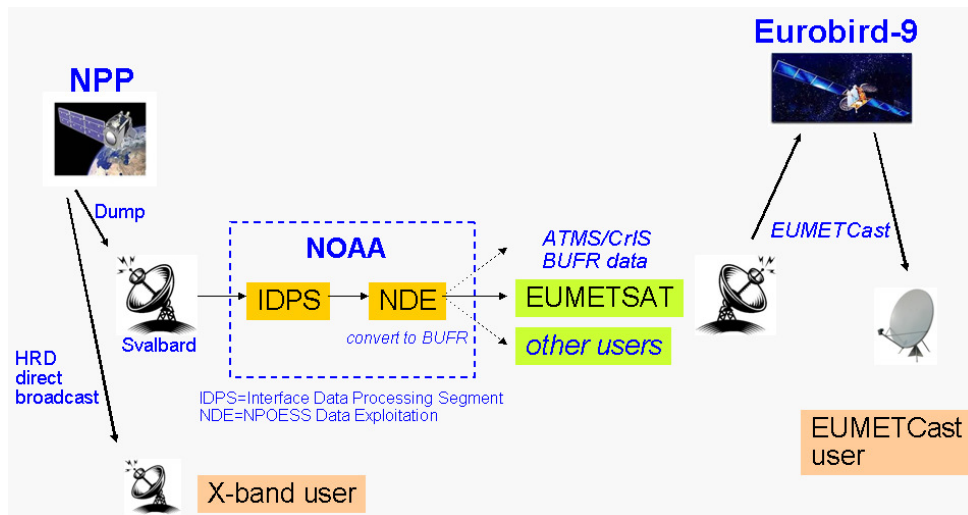 Eurobird-9
NPP
Dump
NOAA
ATMS/CrIS
BUFR data
EUMETCast
IDPS
NDE
EUMETSAT
Svalbard
convert to BUFR
other users
HRD
direct
broadcast
IDPS=Interface Data Processing Segment
NDE=NPOESS Data Exploitation
EUMETCast
user
X-band user